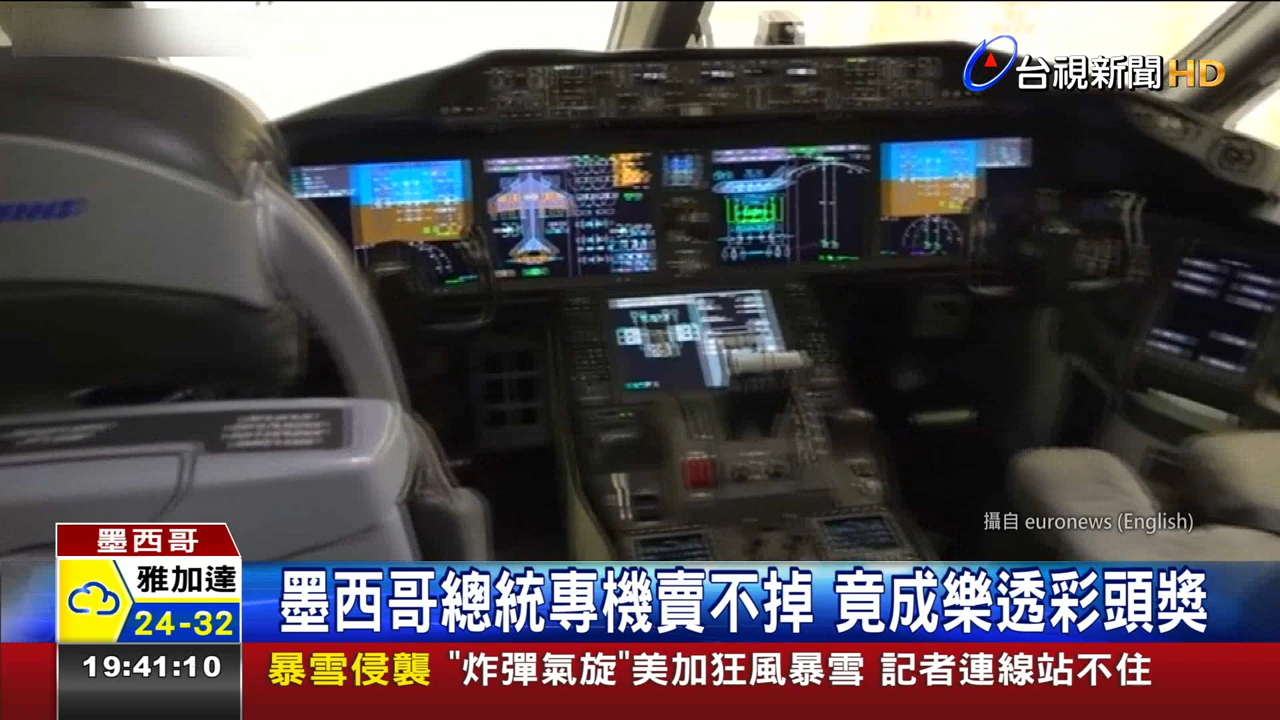 台視新聞HD
攝自 euronews (English)
墨西哥
雅加達
24-32
墨西哥總統專機賣不掉 竟成樂透彩頭獎
19:41:10
暴雪侵襲 "炸彈氣旋"美加狂風暴雪 記者連線站不住